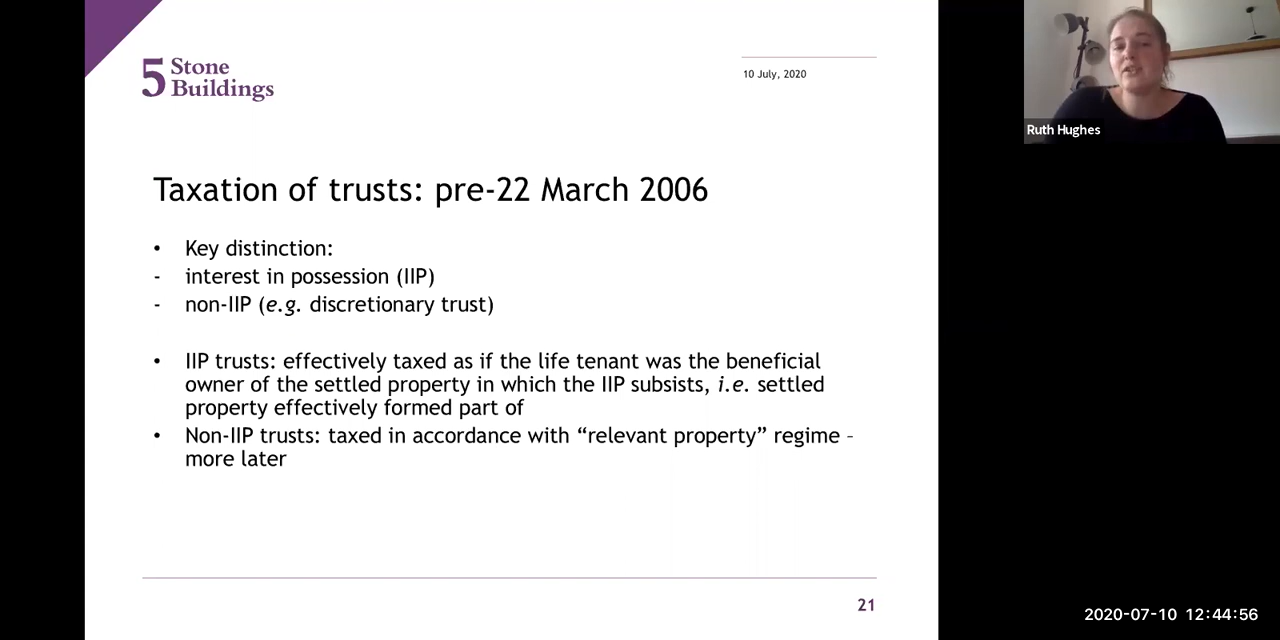 5 Stone
Buildings
10 July, 2020
Taxation of trusts: pre-22 March 2006
• Key distinction:
- interest in possession (IIP)
- non-IIP (e.g. discretionary trust)
• IIP trusts: effectively taxed as if the life tenant was the beneficial
owner of the settled property in which the IIP subsists, i.e. settled
property effectively formed part of
• Non-IIP trusts: taxed in accordance with “relevant property” regime –
more later
21
Ruth Hughes
2020-07-10 12:44:56